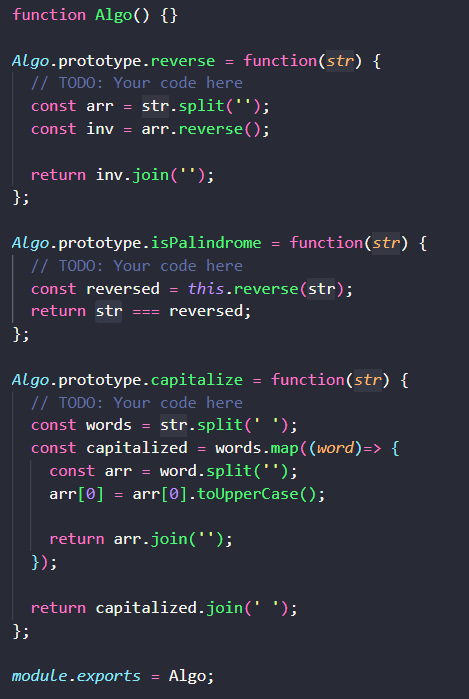 function Algo() {}

Algo.prototype.reverse = function(str) {
  // TODO: Your code here
  const arr = str.split('');
  const inv = arr.reverse();

  return inv.join('');
};

Algo.prototype.isPalindrome = function(str) {
  // TODO: Your code here
  const reversed = this.reverse(str);
  return str === reversed;
};

Algo.prototype.capitalize = function(str) {
  // TODO: Your code here
  const words = str.split(' ');
  const capitalized = words.map((word)=> {
    const arr = word.split('');
    arr[0] = arr[0].toUpperCase();

    return arr.join('');
  });

  return capitalized.join(' ');
};

module.exports = Algo;